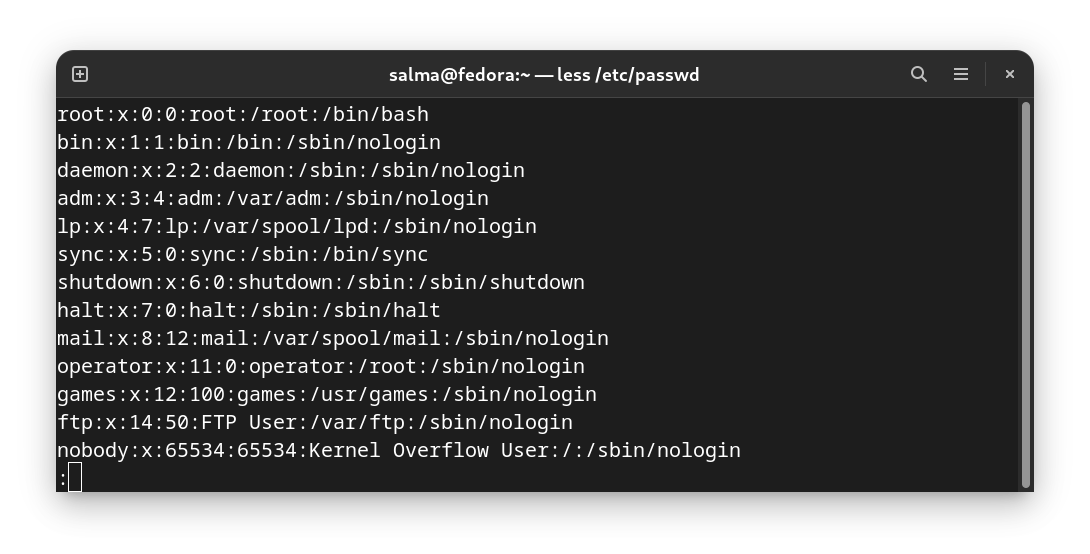 salma@fedora:~ — less /etc/passwd
root:x:0:0:root:/root:/bin/bash
bin:x:1:1:bin:/bin:/sbin/nologin
daemon:x:2:2:daemon:/sbin:/sbin/nologin
adm:x:3:4:adm:/var/adm:/sbin/nologin
lp:x:4:7:lp:/var/spool/lpd:/sbin/nologin
sync:x:5:0:sync:/sbin:/bin/sync
shutdown:x:6:0:shutdown:/sbin:/sbin/shutdown
halt:x:7:0:halt:/sbin:/sbin/halt
mail:x:8:12:mail:/var/spool/mail:/sbin/nologin
operator:x:11:0:operator:/root:/sbin/nologin
games:x:12:100:games:/usr/games:/sbin/nologin
ftp:x:14:50:FTP User:/var/ftp:/sbin/nologin
nobody:x:65534:65534:Kernel Overflow User:/:/sbin/nologin
: